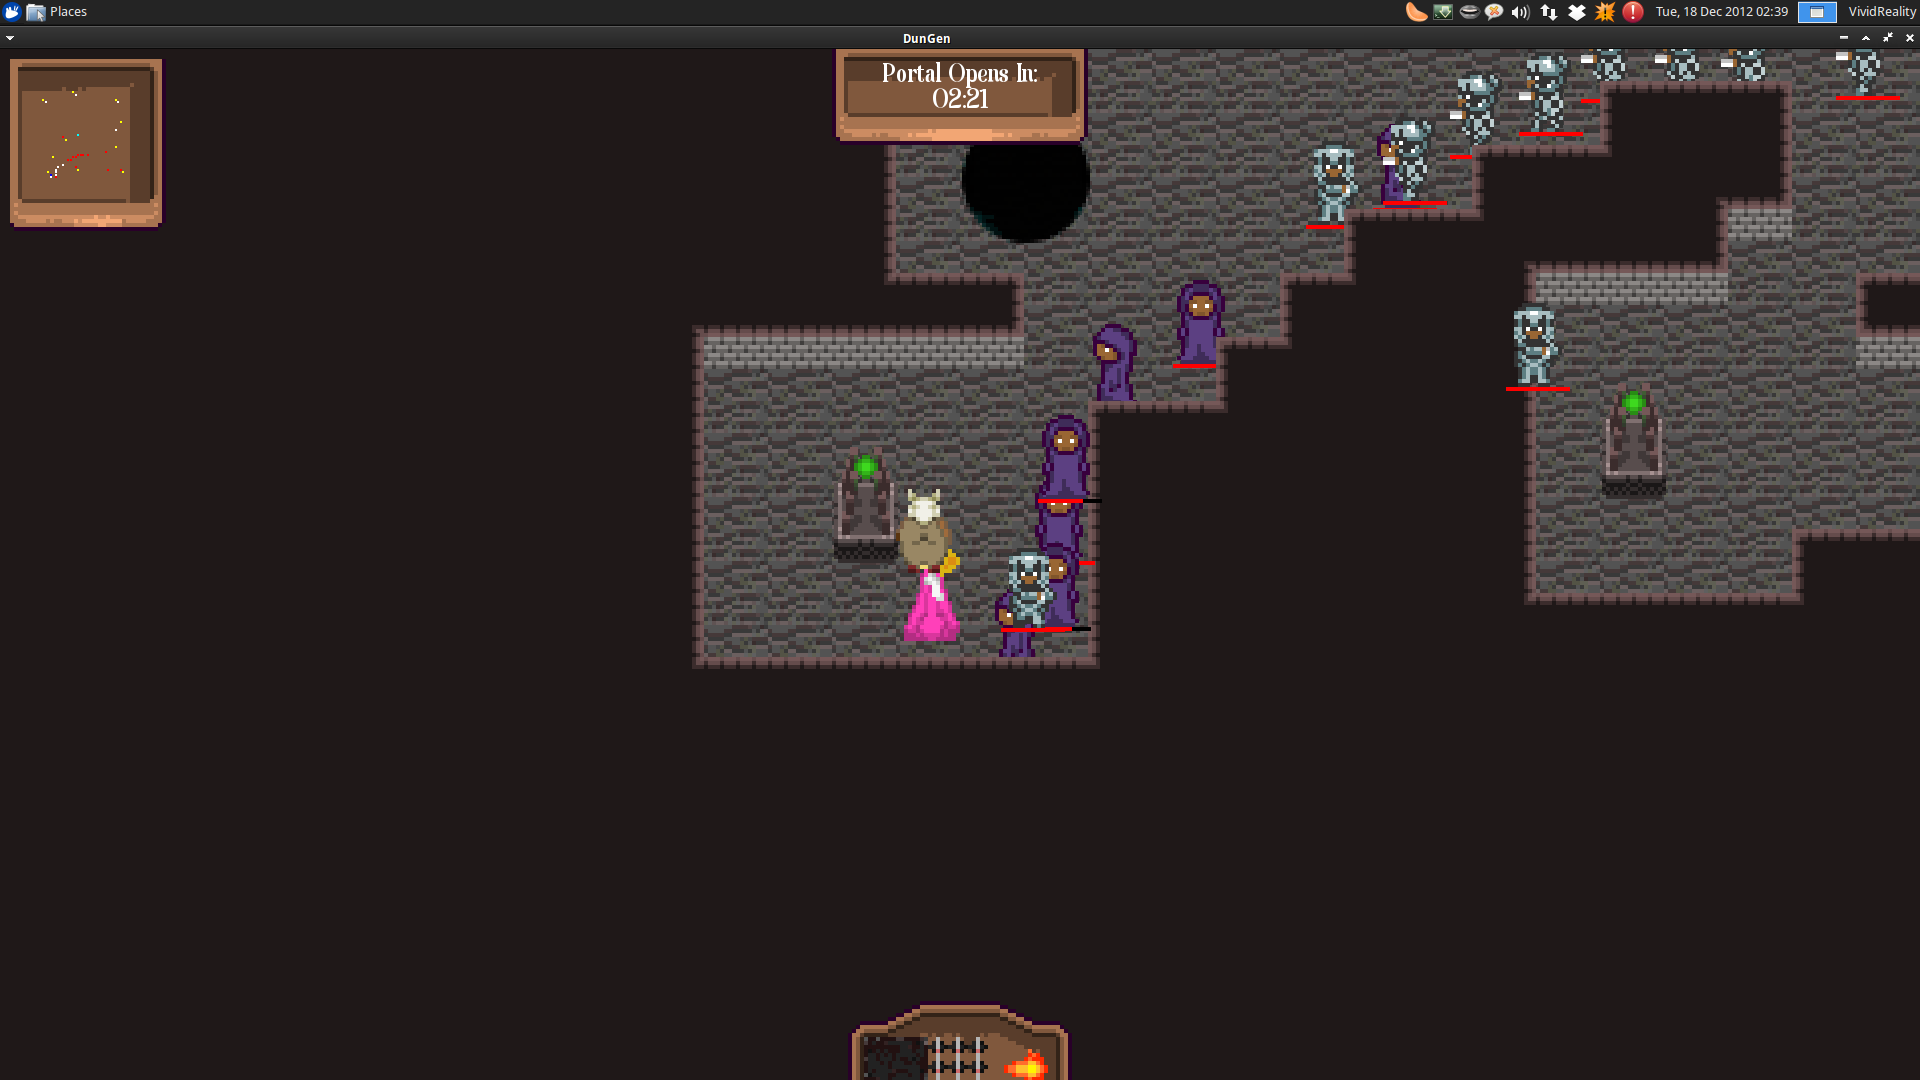 Places
Tue, 18 Dec 2012 02:39
VividReality
DunGen
Portal Opens In:
02:21